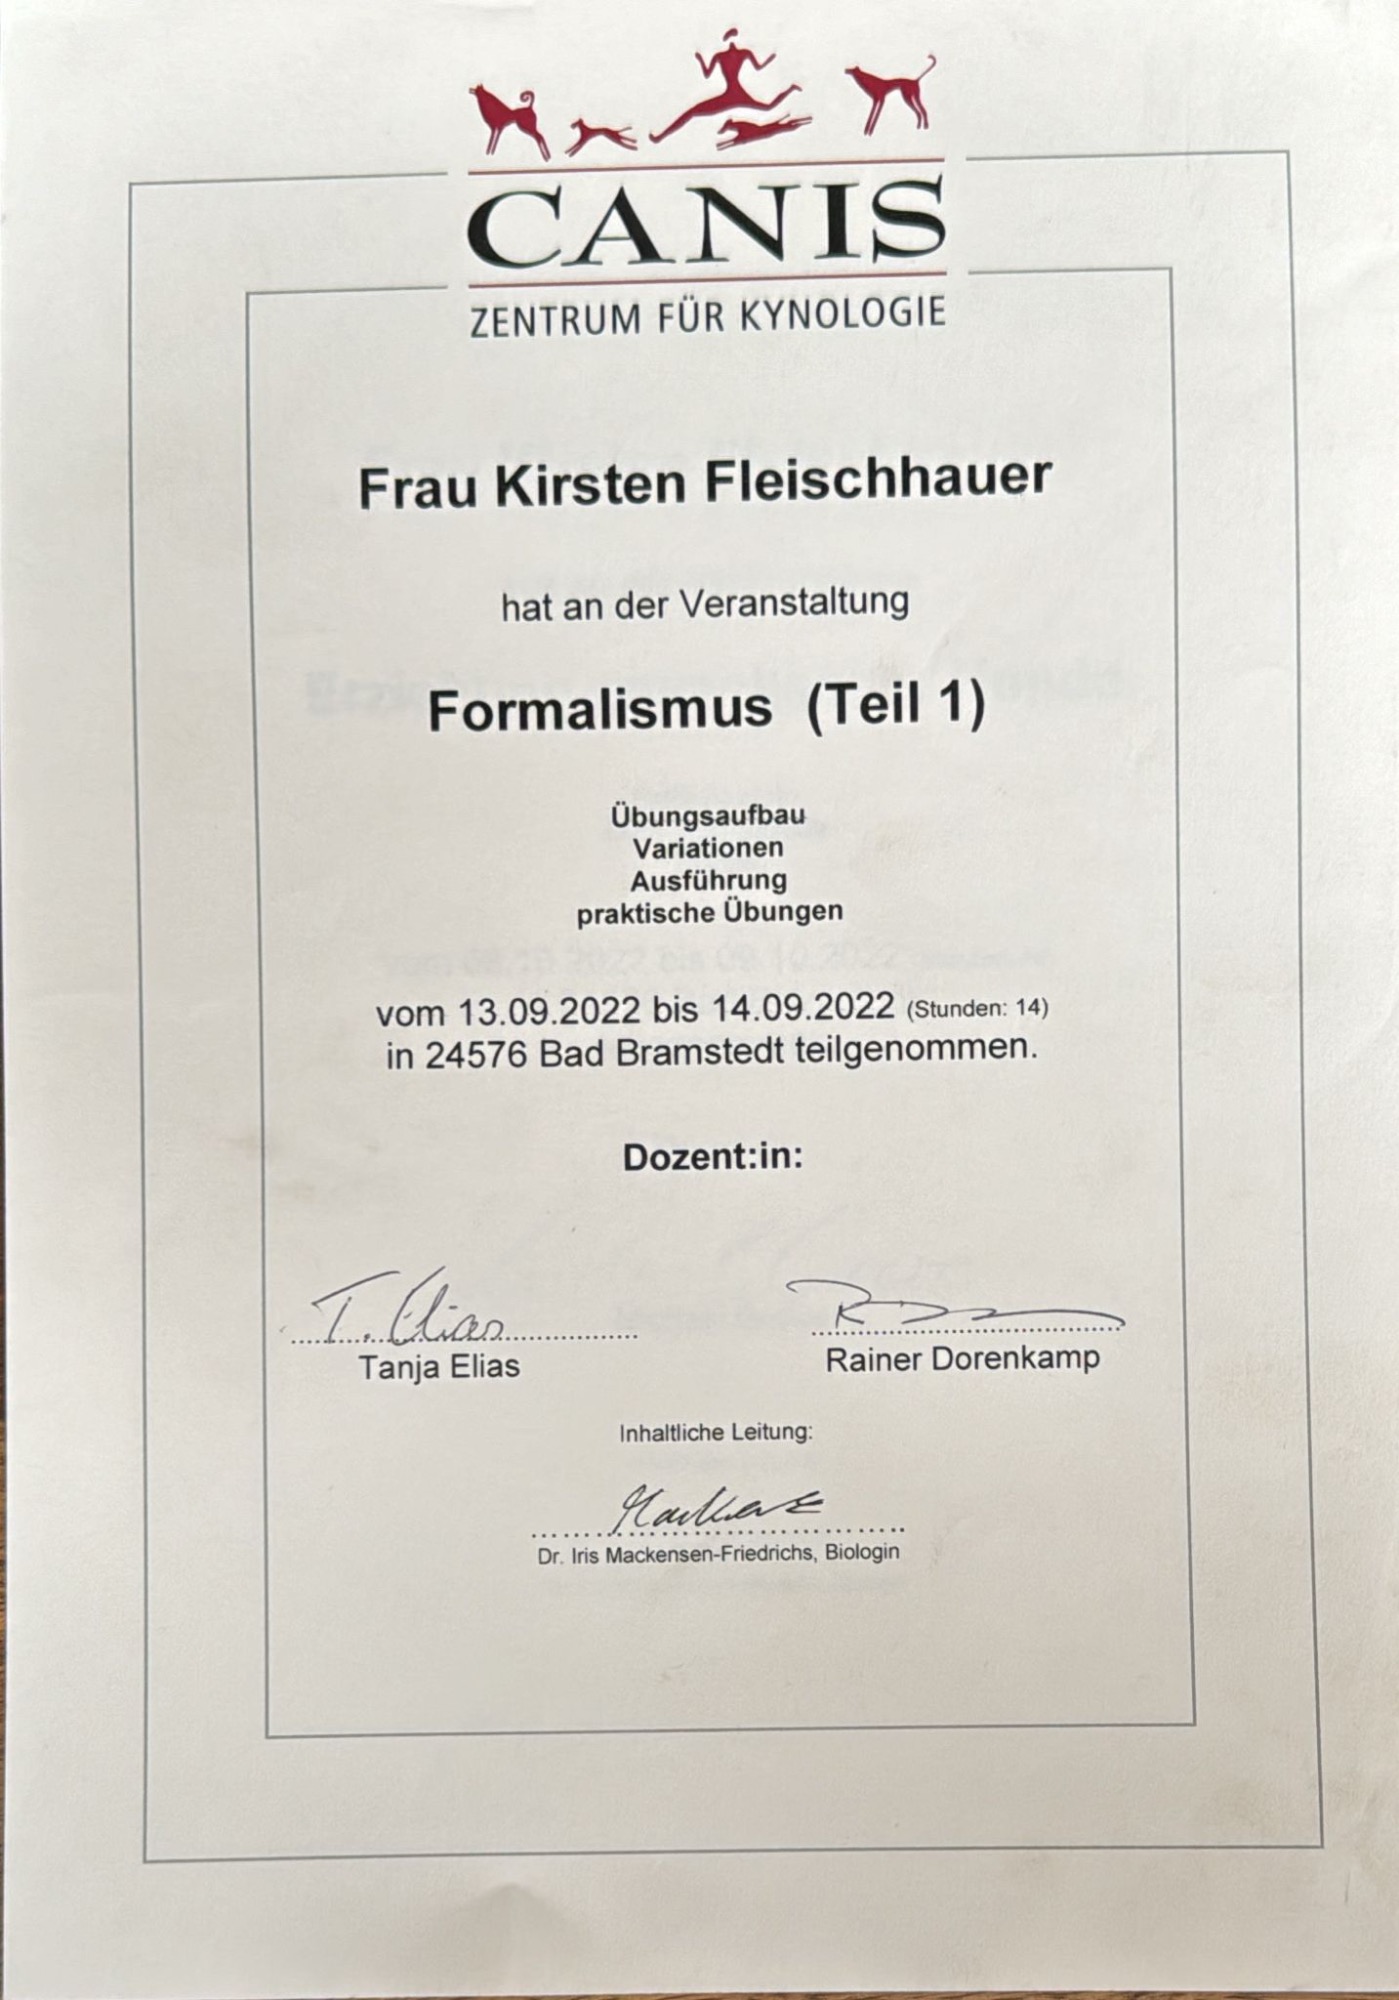 CANIS
ZENTRUM FÜR KYNOLOGIE
Frau Kirsten Fleischhauer
hat an der Veranstaltung
Formalismus (Teil 1)
Übungsaufbau
Variationen
Ausführung
praktische Übungen
vom 13.09.2022 bis 14.09.2022 (Stunden: 14)
in 24576 Bad Bramstedt teilgenommen.
Dozent:in:
T. Elias
Tanja Elias
Rainer Dorenkamp
Inhaltliche Leitung:
Dr. Iris Mackensen-Friedrichs, Biologin